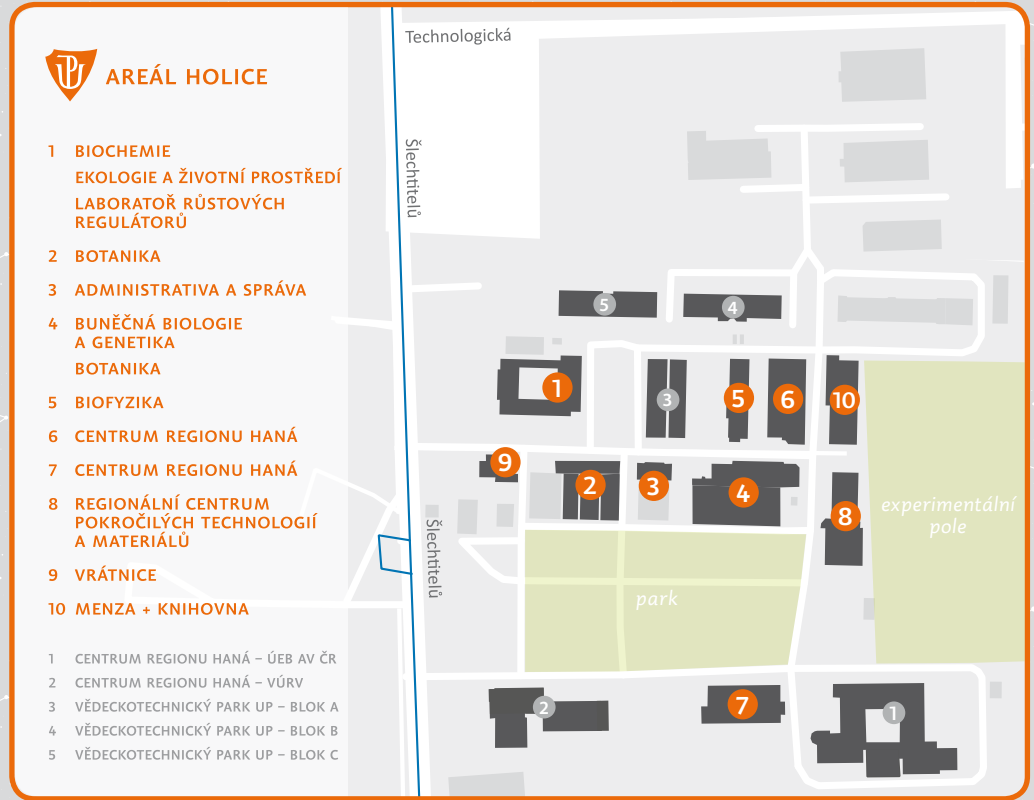 UP
AREÁL HOLICE
1 BIOCHEMIE
EKOLOGIE A ŽIVOTNÍ PROSTŘEDÍ
LABORATOŘ RŮSTOVÝCH
REGULÁTORŮ
2 BOTANIKA
3 ADMINISTRATIVA A SPRÁVA
4 BUNĚČNÁ BIOLOGIE
A GENETIKA
BOTANIKA
5 BIOFYZIKA
6 CENTRUM REGIONU HANÁ
7 CENTRUM REGIONU HANÁ
8 REGIONÁLNÍ CENTRUM
POKROČILÝCH TECHNOLOGIÍ
A MATERIÁLŮ
9 VRÁTNICE
10 MENZA + KNIHOVNA
1 CENTRUM REGIONU HANÁ – ÚEB AV ČR
2 CENTRUM REGIONU HANÁ – VÚRV
3 VĚDECKOTECHNICKÝ PARK UP – BLOK A
4 VĚDECKOTECHNICKÝ PARK UP – BLOK B
5 VĚDECKOTECHNICKÝ PARK UP – BLOK C
Technologická
Šlechtitelů
5
4
1
3
5
6
10
9
2
3
4
8
experimentální
pole
Šlechtitelů
park
2
7
1